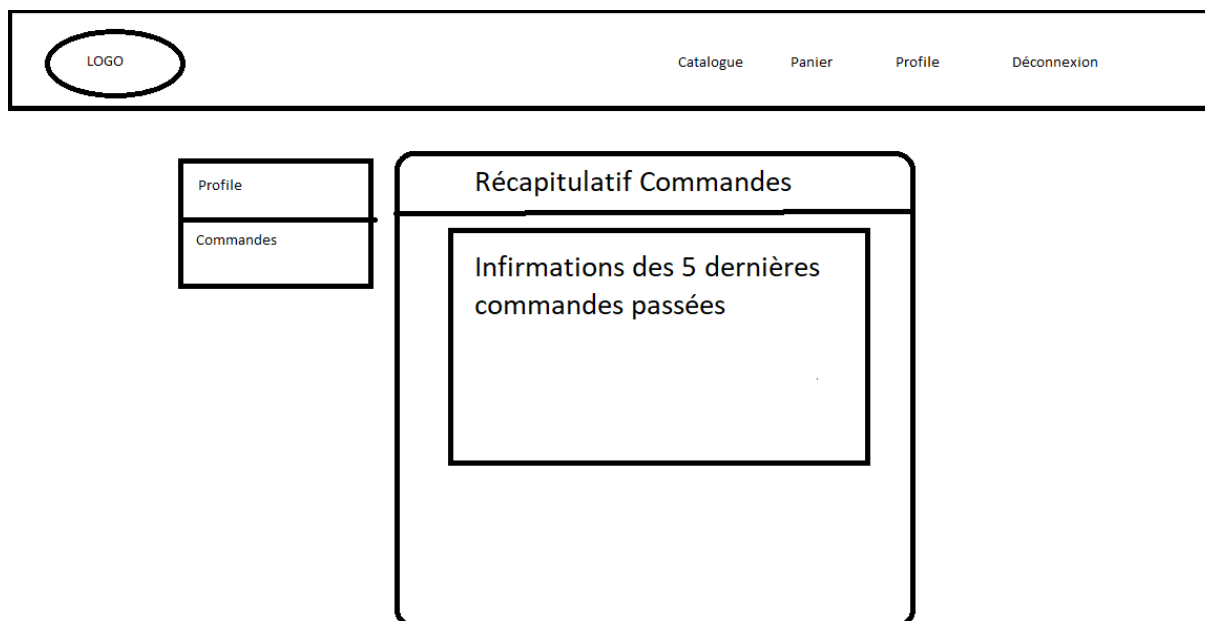 LOGO
Catalogue
Panier
Profile
Déconnexion
Profile
Commandes
Récapitulatif Commandes
Infirmations des 5 dernières
commandes passées